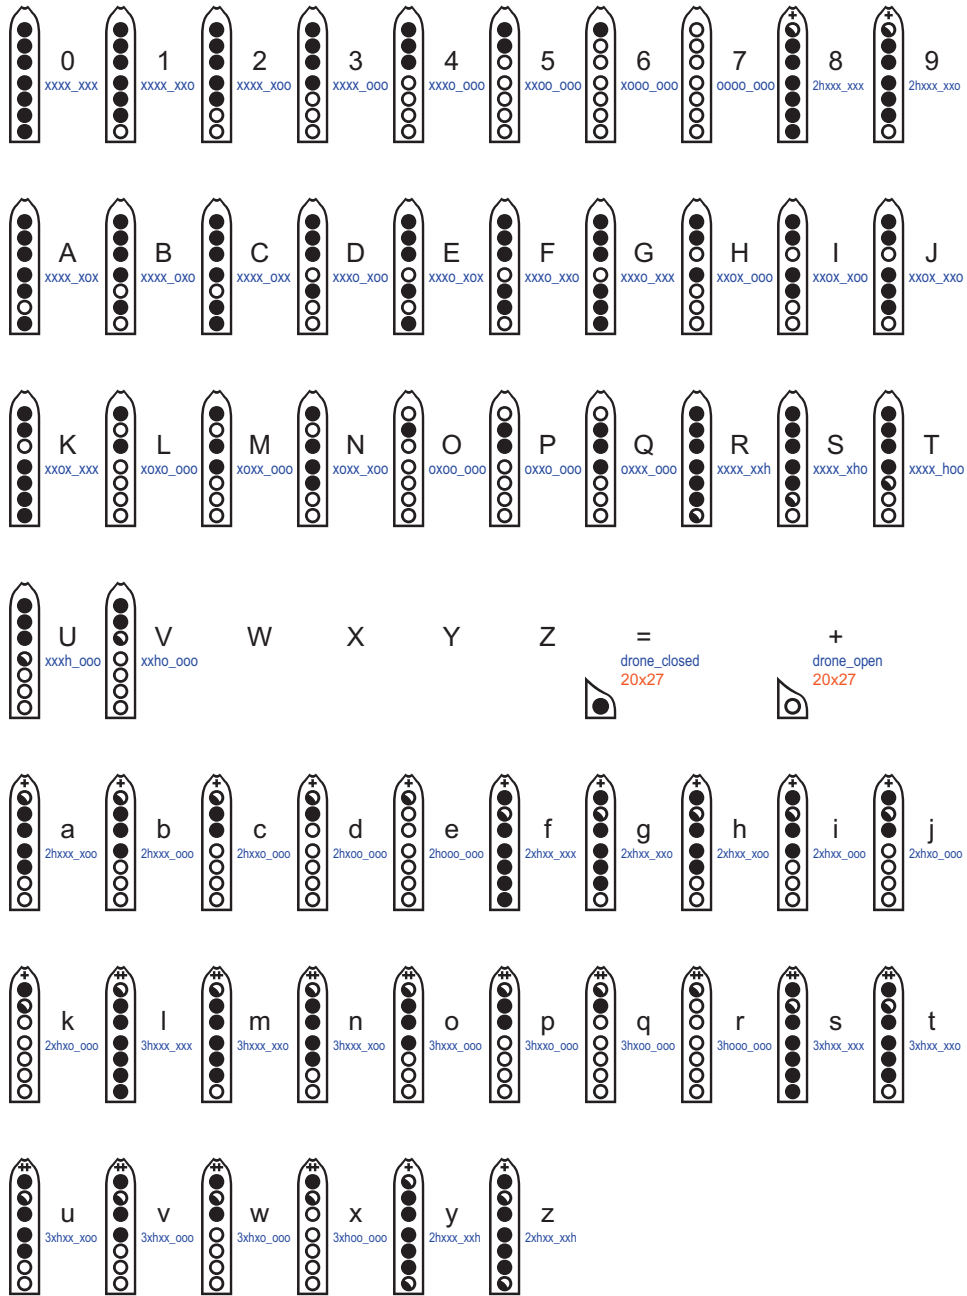 0 1 2 3 4 5 6 7 8 9
xxxx_xxx xxxx_xxo xxxx_xoo xxxx_ooo xxxo_ooo xxoo_ooo xooo_ooo oooo_ooo 2hxxx_xxx 2hxxx_xxo
A B C D E F G H I J
xxxx_xox xxxx_oxo xxxx_oxx xxxo_xoo xxxo_xox xxxo_xxo xxxo_xxx xxox_ooo xxox_xoo xxox_xxo
K L M N O P Q R S T
xxox_xxx xoxo_ooo xoxx_ooo xoxx_xoo oxoo_ooo oxxo_ooo oxxx_ooo xxxx_xxh xxxx_xho xxxx_hoo
U V W X Y Z = +
xxxh_ooo xxho_ooo drone_closed drone_open
20x27 20x27
+ + + + + + + + + +
a b c d e f g h i j
2hxxx_xoo 2hxxx_ooo 2hxxo_ooo 2hxoo_ooo 2hooo_ooo 2xhxx_xxx 2xhxx_xxo 2xhxx_xoo 2xhxx_ooo 2xhxo_ooo
+ ++ ++ ++ ++ ++ ++ ++ ++ ++
k l m n o p q r s t
2xhxo_ooo 3hxxx_xxx 3hxxx_xxo 3hxxx_xoo 3hxxx_ooo 3hxxo_ooo 3hxoo_ooo 3hooo_ooo 3xhxx_xxx 3xhxx_xxo
++ ++ ++ ++ + +
u v w x y z
3xhxx_xoo 3xhxx_ooo 3xhxo_ooo 3xhoo_ooo 2hxxx_xxh 2xhxx_xxh